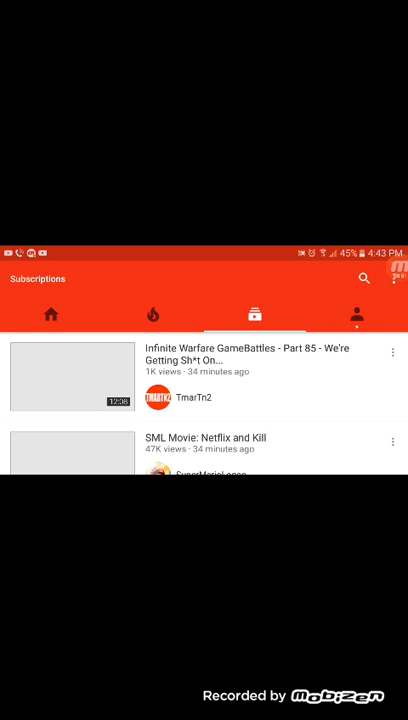 45% 4:43 PM
Subscriptions
Infinite Warfare GameBattles - Part 85 - We're
Getting Sh*t On...
1K views · 34 minutes ago
12:06
TMARTN2
TmarTn2
SML Movie: Netflix and Kill
47K views · 34 minutes ago
SuperMarioLogan
Recorded by Mobizen